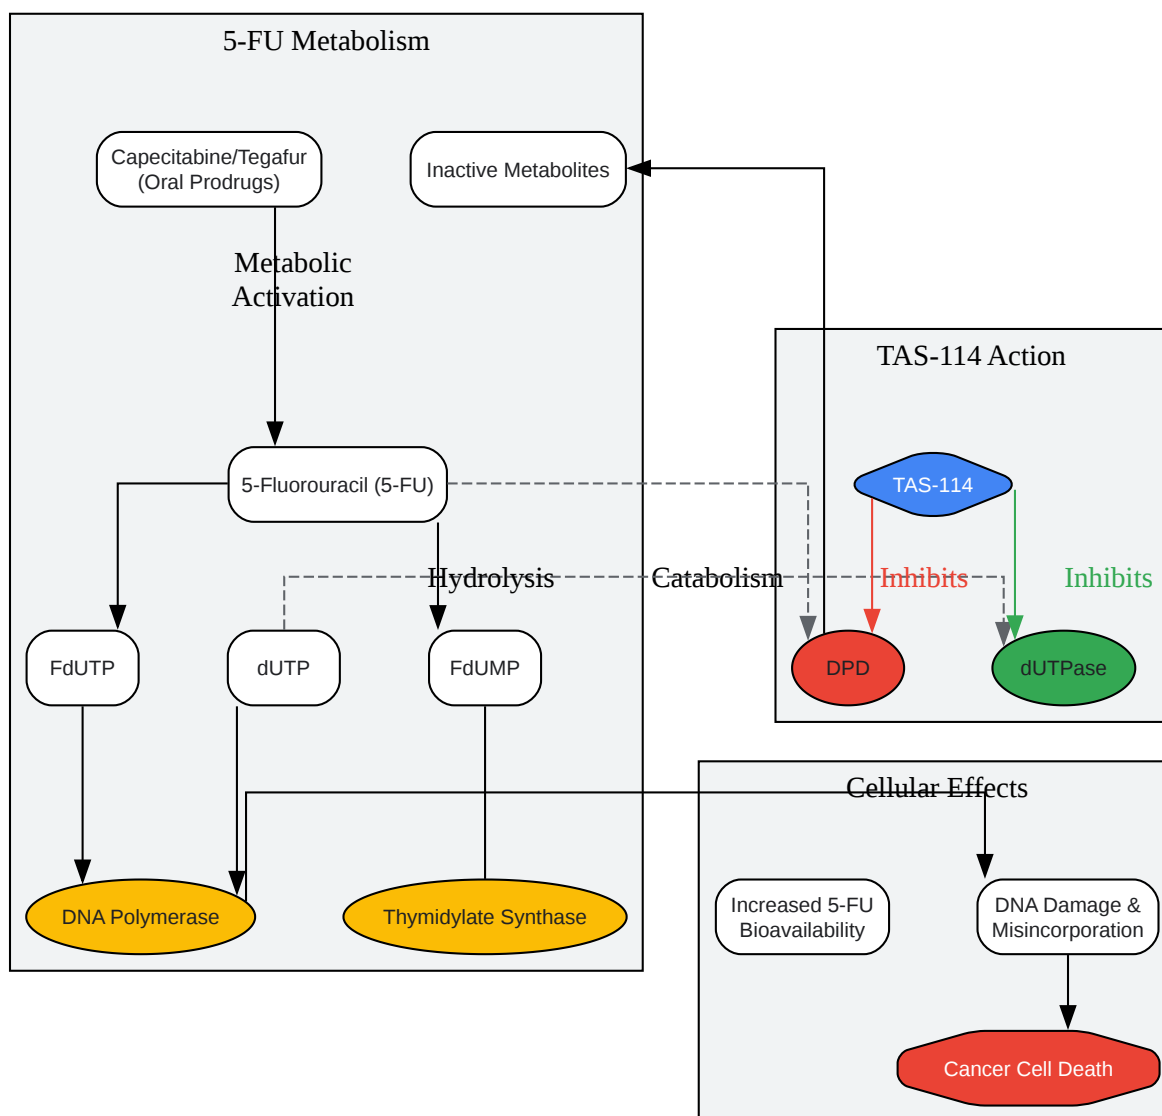 5-FU Metabolism
Capecitabine/Tegafur
(Oral Prodrugs)
Inactive Metabolites
Metabolic
Activation
TAS-114 Action
5-Fluorouracil (5-FU)
TAS-114
Hydrolysis
Catabolism
Inhibits
Inhibits
FdUTP
dUTP
FdUMP
DPD
dUTPase
Cellular Effects
DNA Polymerase
Thymidylate Synthase
Increased 5-FU
Bioavailability
DNA Damage &
Misincorporation
Cancer Cell Death